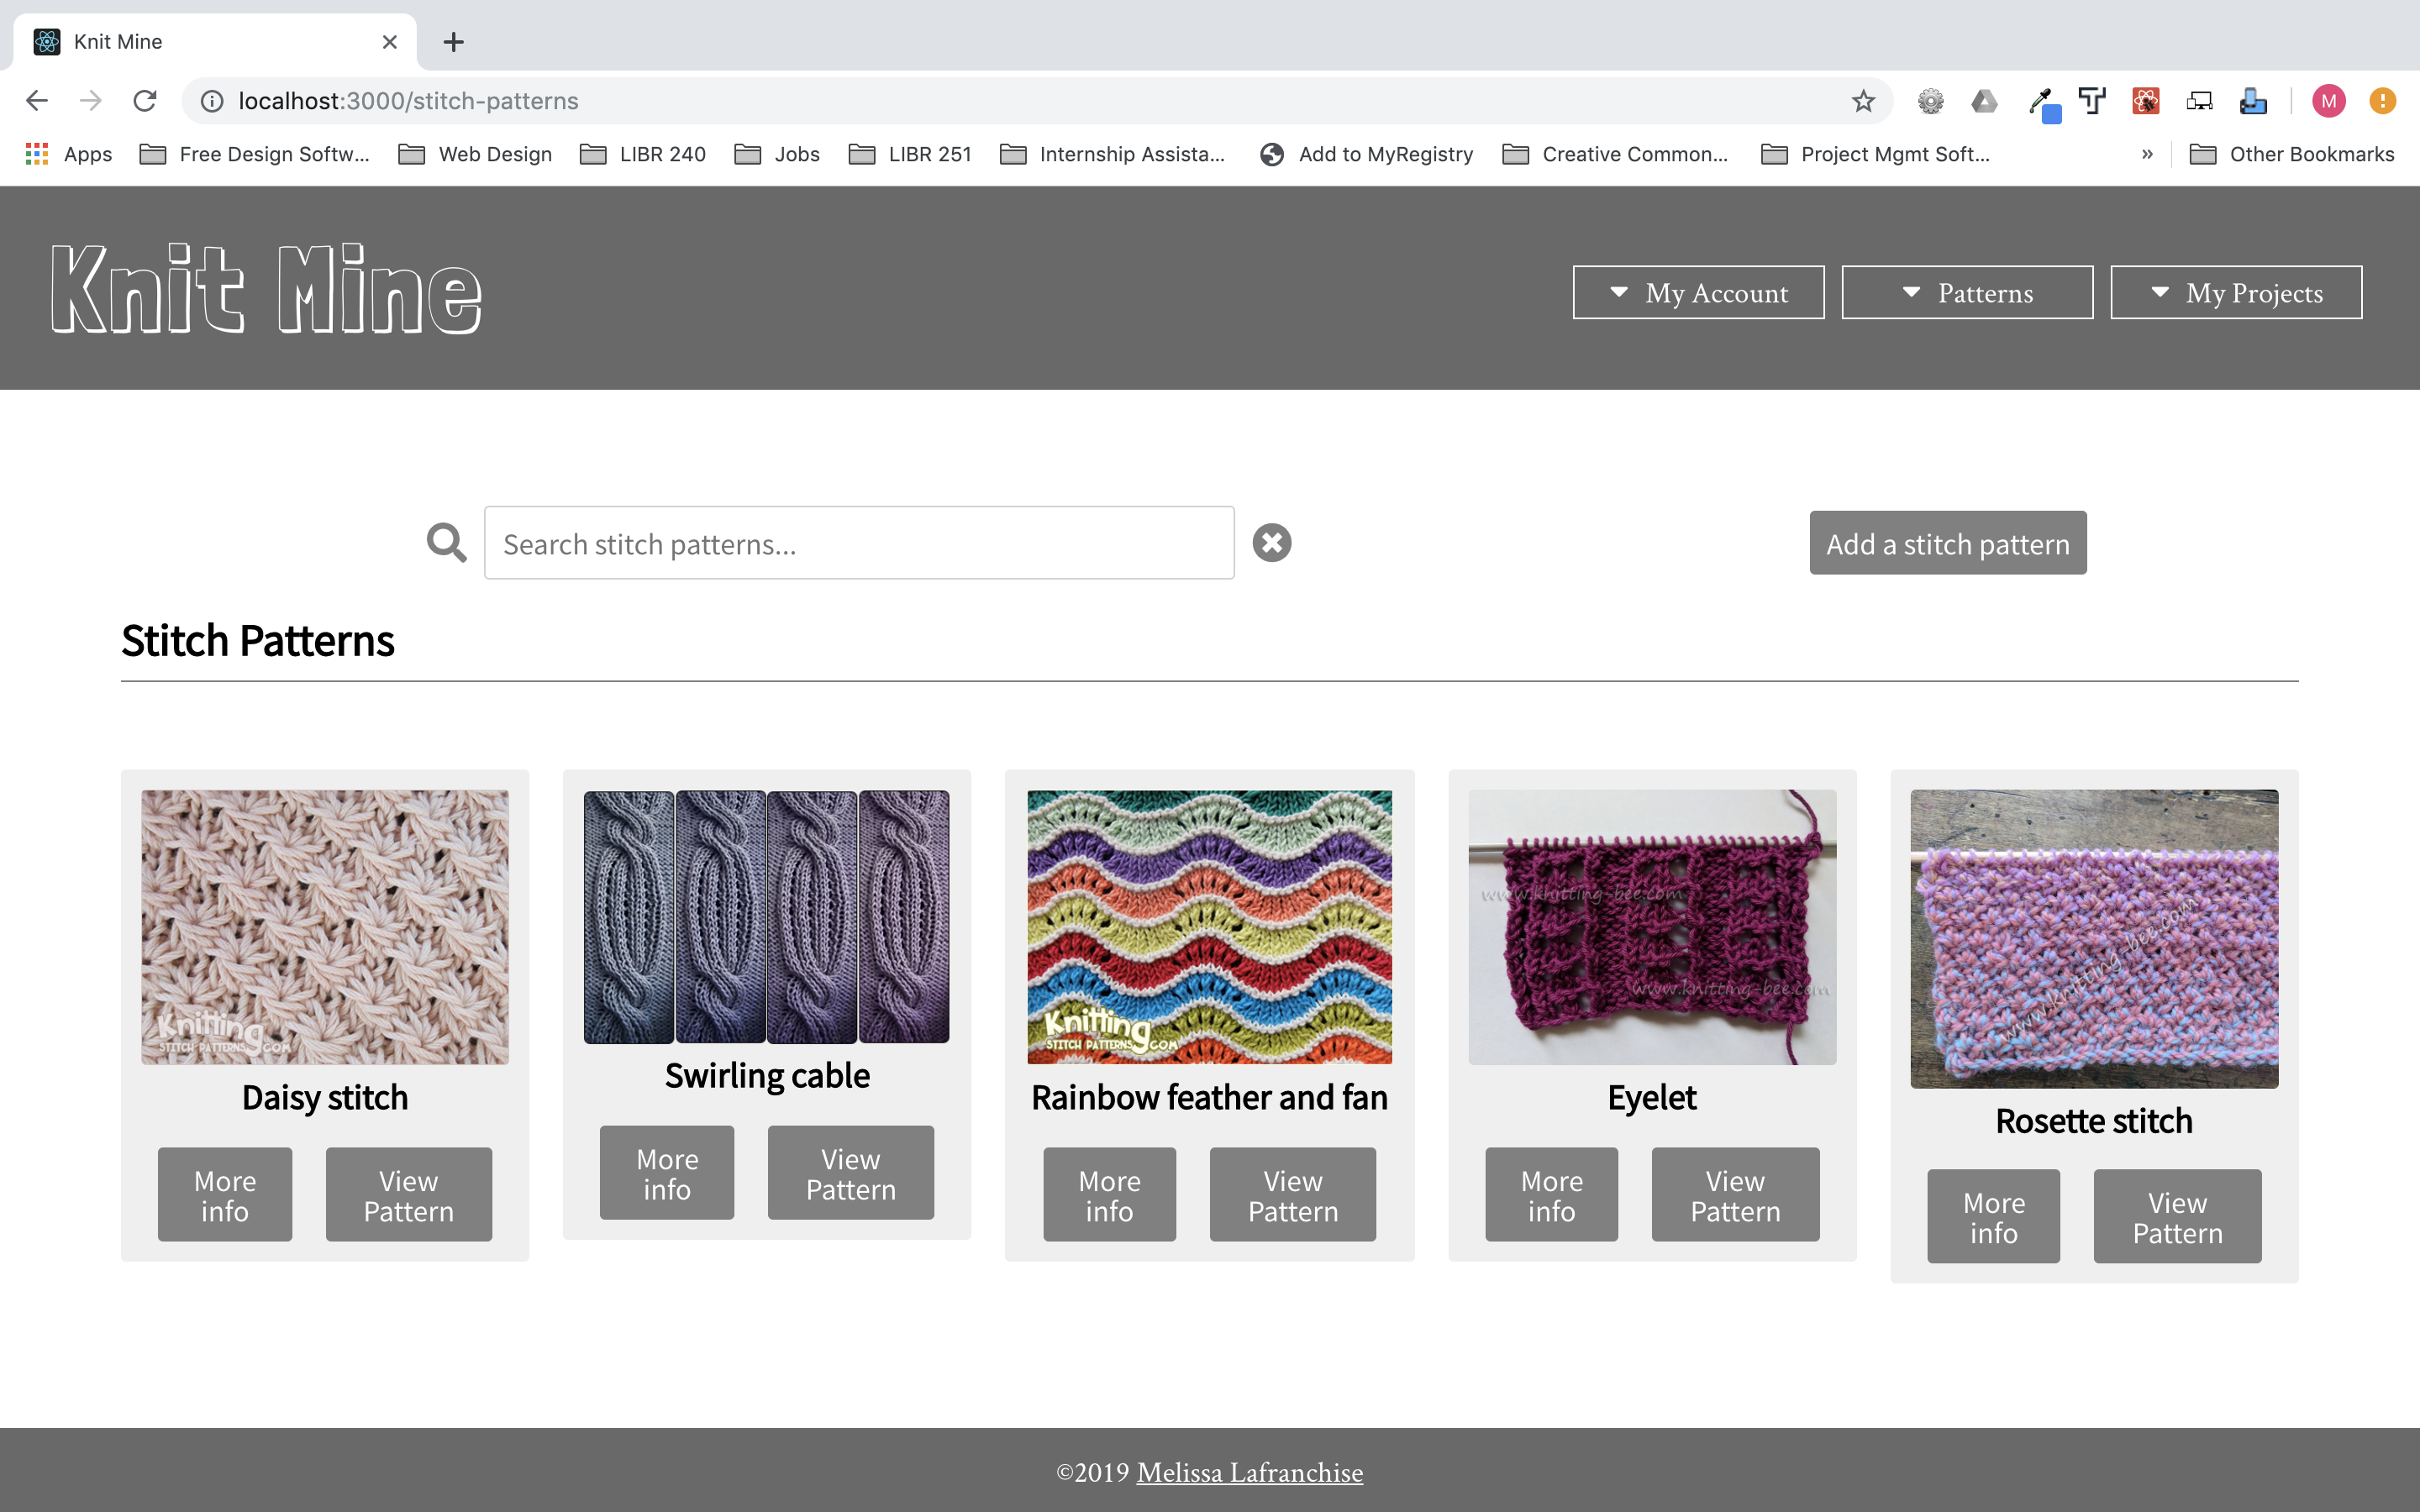 Knit Mine
localhost:3000/stitch-patterns
M
Apps
Free Design Softw...
Web Design
LIBR 240
Jobs
LIBR 251
Internship Assista...
Add to MyRegistry
Creative Common...
Project Mgmt Soft...
»
Other Bookmarks
Knit Mine
My Account
Patterns
My Projects
Search stitch patterns...
Add a stitch pattern
Stitch Patterns
Knitting
STITCH PATTERNS.COM
Daisy stitch
More
info
View
Pattern
Swirling cable
More
info
View
Pattern
Knitting
STITCH PATTERNS.COM
Rainbow feather and fan
More
info
View
Pattern
www.knitting-bee.com
www.knitting-bee.com
Eyelet
More
info
View
Pattern
www.knitting-bee.com
Rosette stitch
More
info
View
Pattern
©2019 Melissa Lafranchise